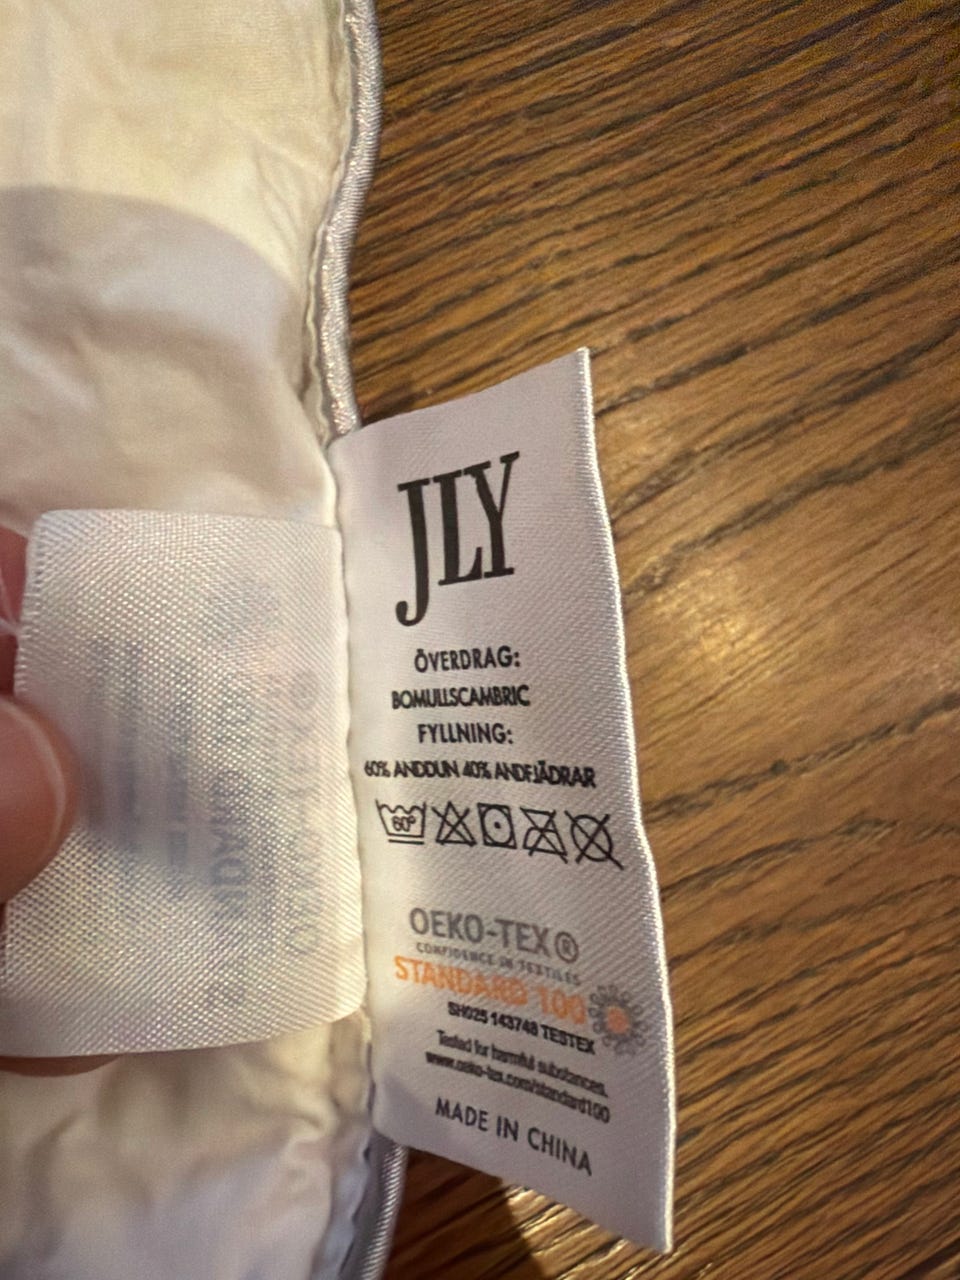 JLY
ÖVERDRAG:
BOMULLSCAMBRIC
FYLLNING:
60% ANDDUN 40% ANDFJÄDRAR
60°
OEKO-TEX®
CONFIDENCE IN TEXTILES
STANDARD 100
SH025 143748 TESTEX
Tested for harmful substances.
www.oeko-tex.com/standard100
MADE IN CHINA